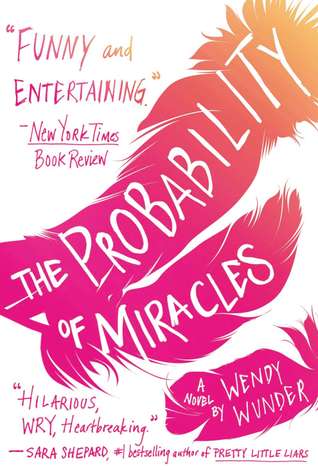 "FUNNY and
ENTERTAINING."
-NEW YORK TIMES
BOOK REVIEW
THE PROBABILITY
OF MIRACLES
A
NOVEL
BY
WENDY
WUNDER
"HILARIOUS,
WRY, Heartbreaking."
— SARA SHEPARD, #1 bestselling author of PRETTY LITTLE LIARS